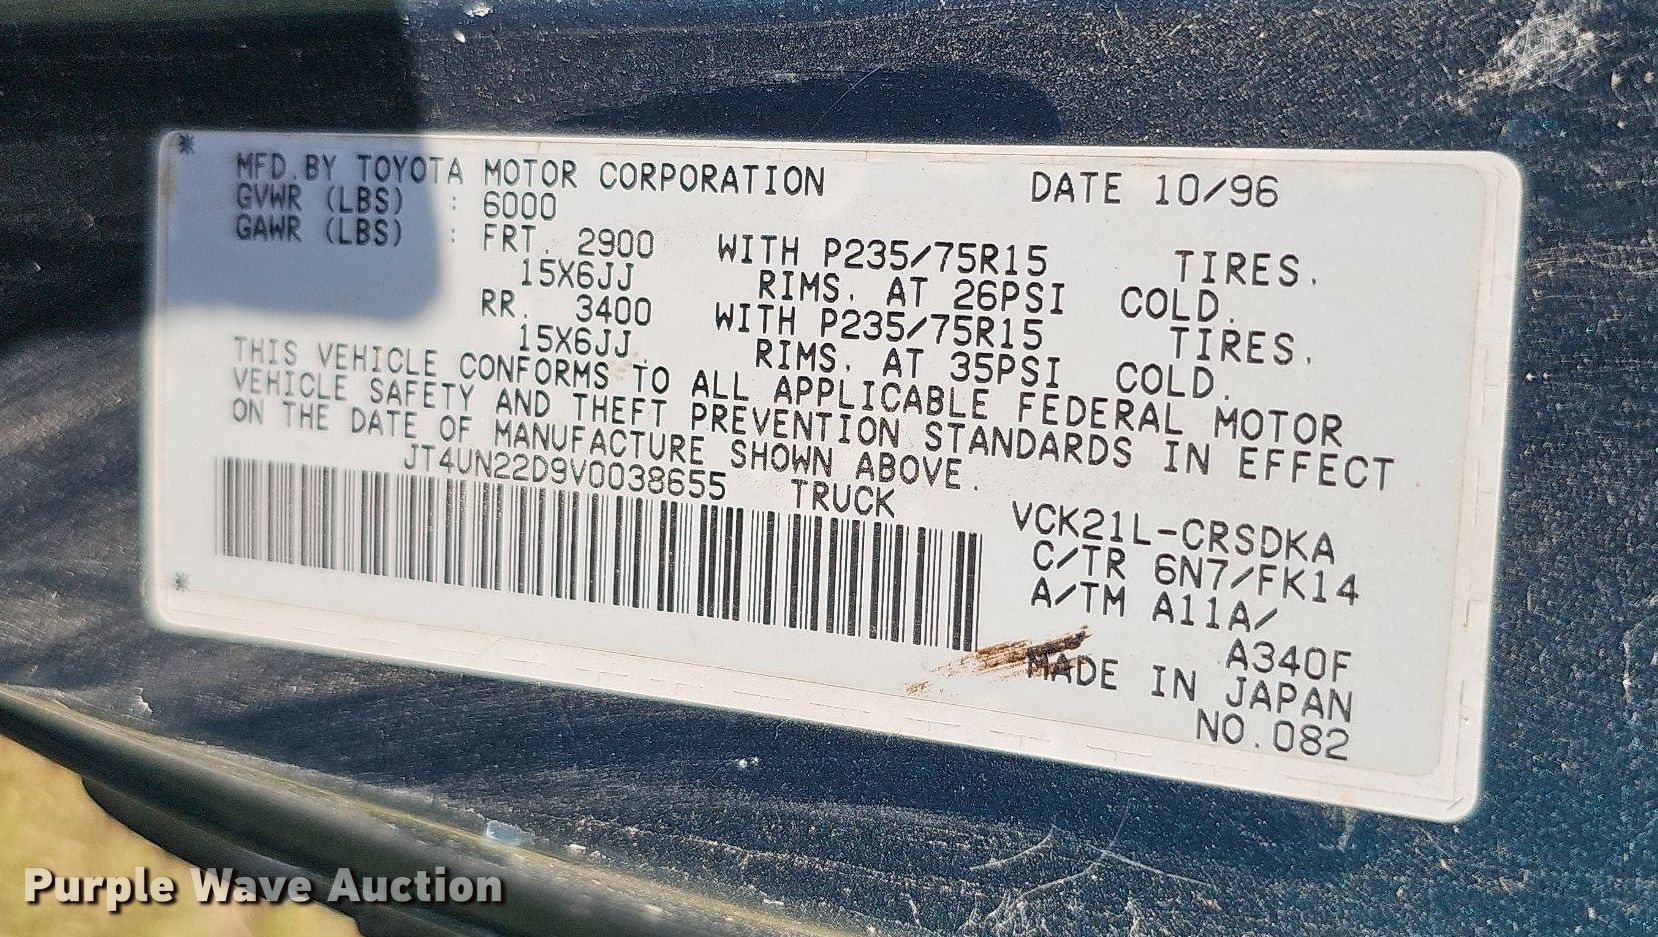 MFD.BY TOYOTA MOTOR CORPORATION DATE 10/96
GVWR (LBS) : 6000
GAWR (LBS) : FRT. 2900 WITH P235/75R15 TIRES.
15X6JJ RIMS, AT 26PSI COLD.
RR. 3400 WITH P235/75R15 TIRES,
15X6JJ. RIMS, AT 35PSI COLD.
THIS VEHICLE CONFORMS TO ALL APPLICABLE FEDERAL MOTOR
VEHICLE SAFETY AND THEFT PREVENTION STANDARDS IN EFFECT
ON THE DATE OF MANUFACTURE SHOWN ABOVE.
JT4UN22D9V0038655 TRUCK
VCK21L-CRSDKA
C/TR 6N7/FK14
A/TM A11A/
A340F
MADE IN JAPAN
NO.082
Purple Wave Auction